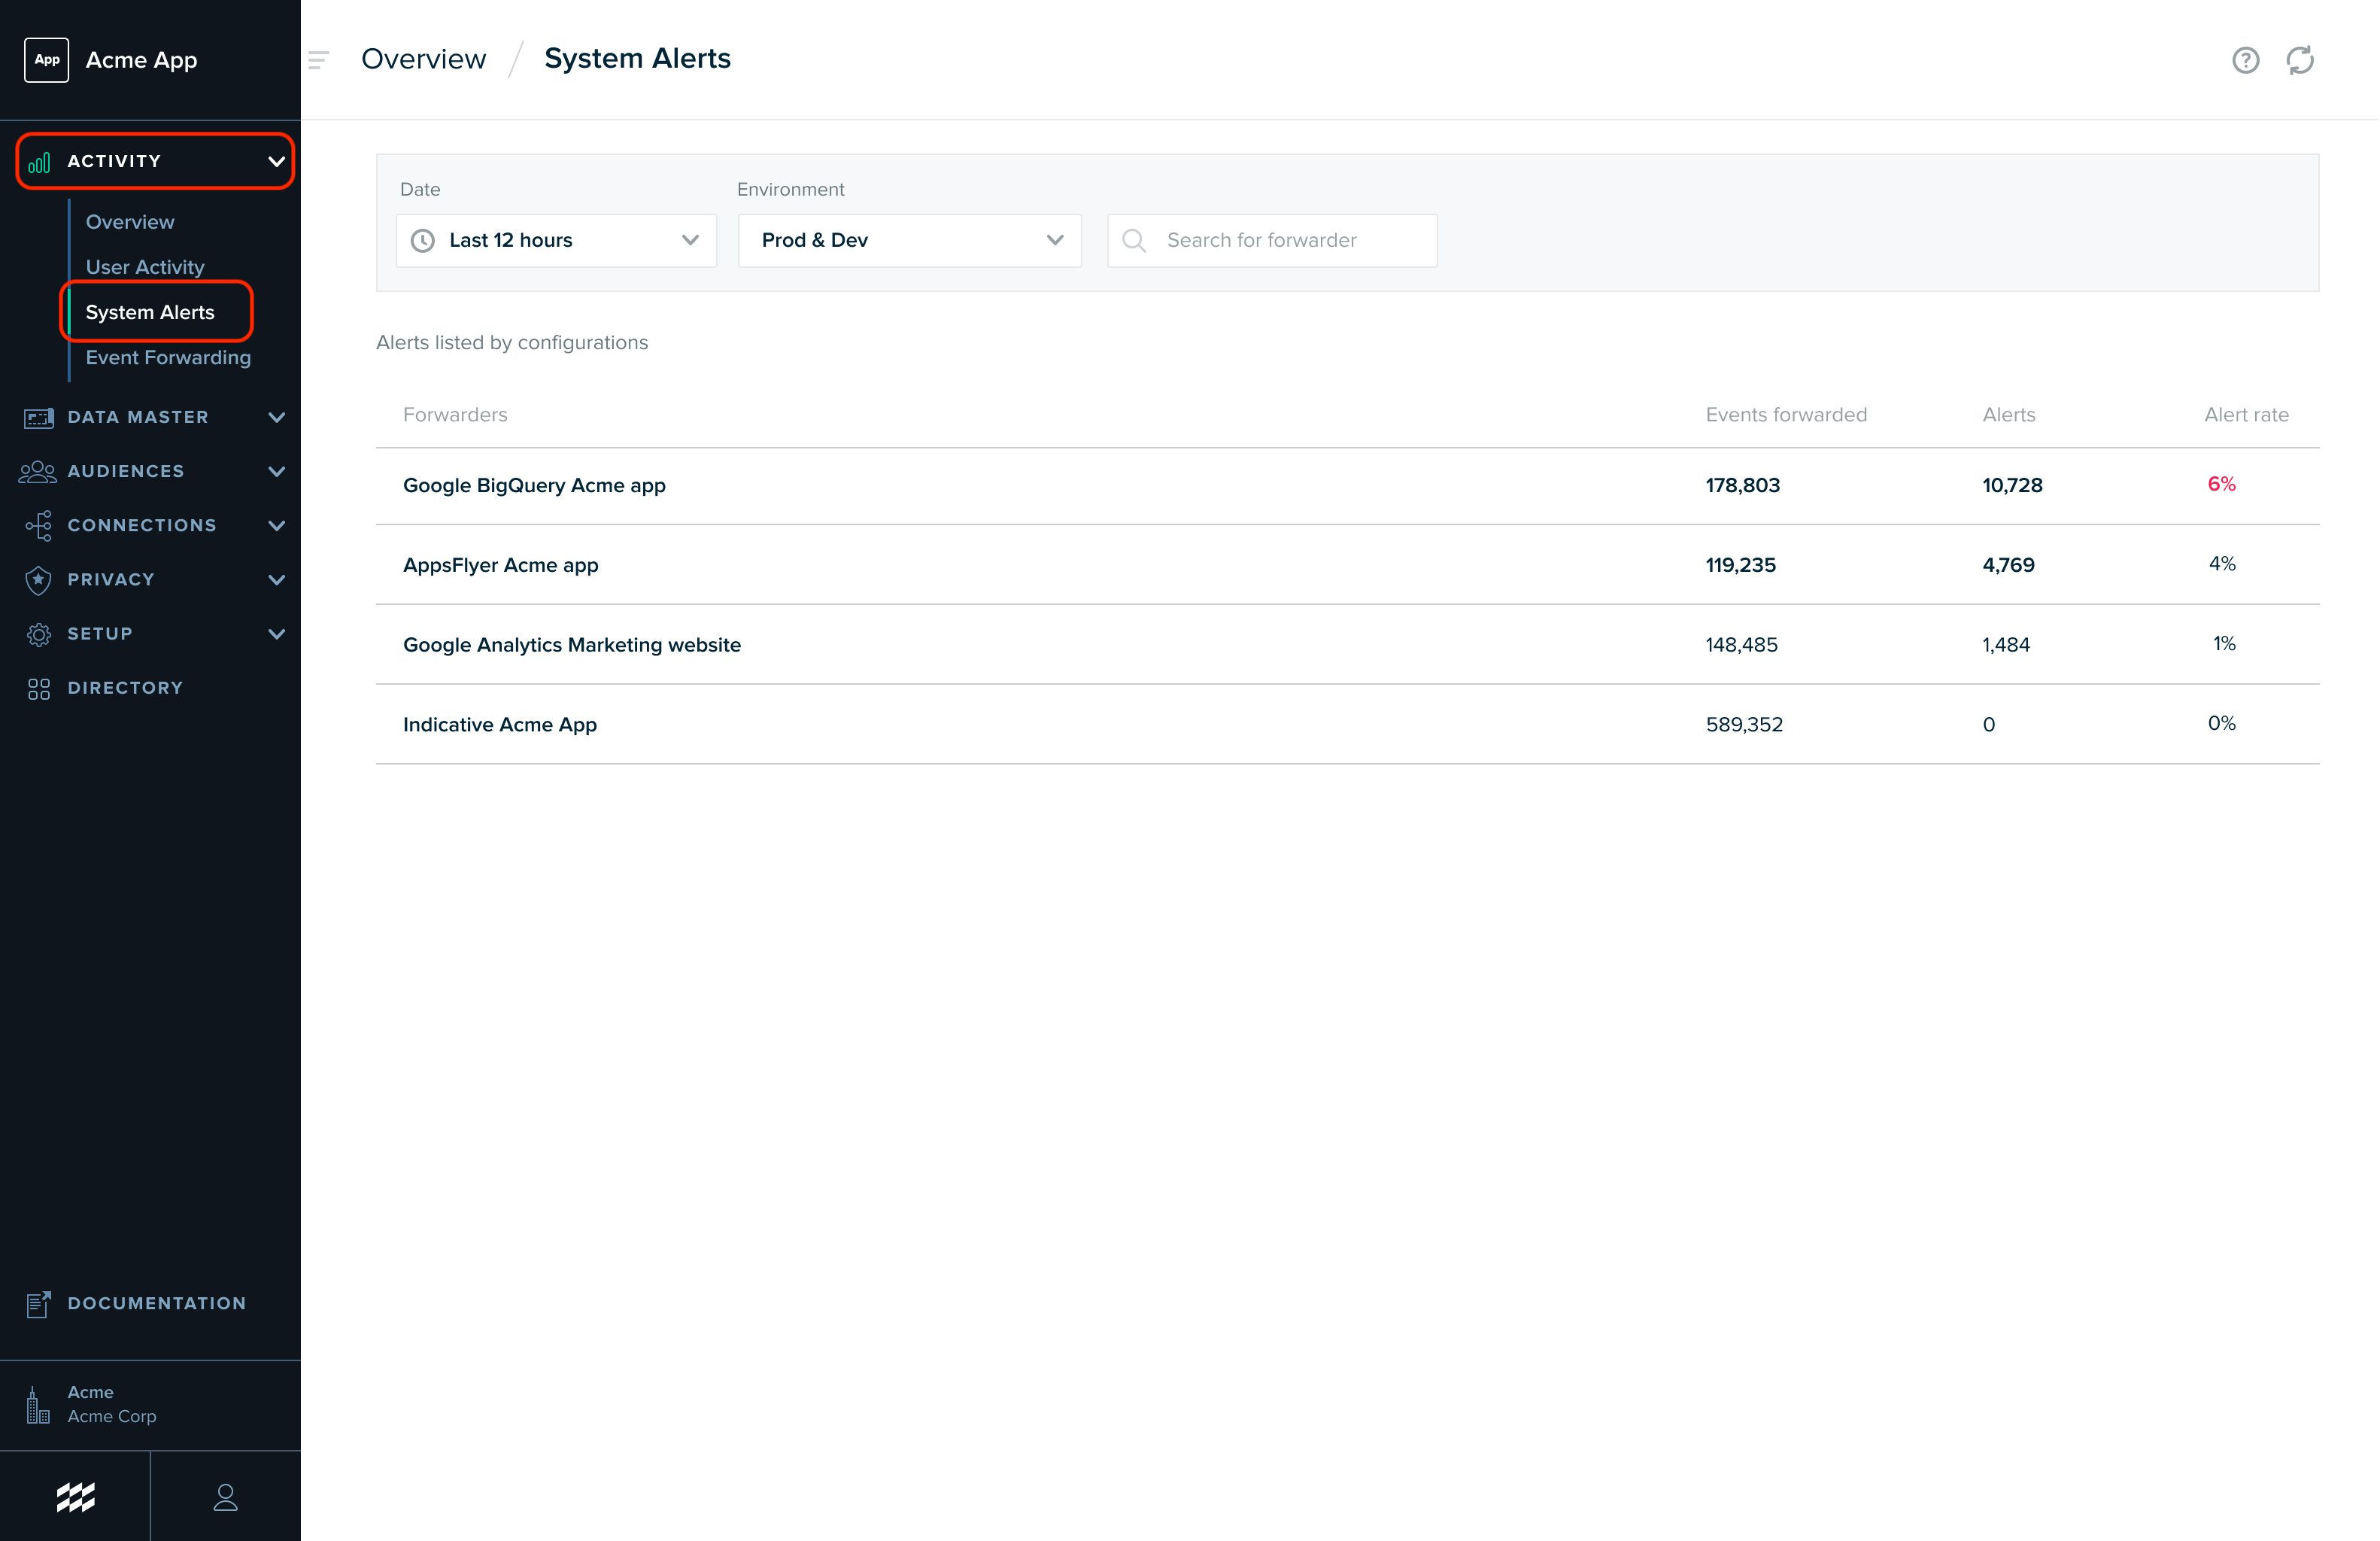 App Acme App
Overview / System Alerts
ACTIVITY
Overview
User Activity
System Alerts
Event Forwarding
DATA MASTER
AUDIENCES
CONNECTIONS
PRIVACY
SETUP
DIRECTORY
DOCUMENTATION
Acme
Acme Corp
Date Environment
Last 12 hours Prod & Dev Search for forwarder
Alerts listed by configurations
Forwarders Events forwarded Alerts Alert rate
Google BigQuery Acme app 178,803 10,728 6%
AppsFlyer Acme app 119,235 4,769 4%
Google Analytics Marketing website 148,485 1,484 1%
Indicative Acme App 589,352 0 0%